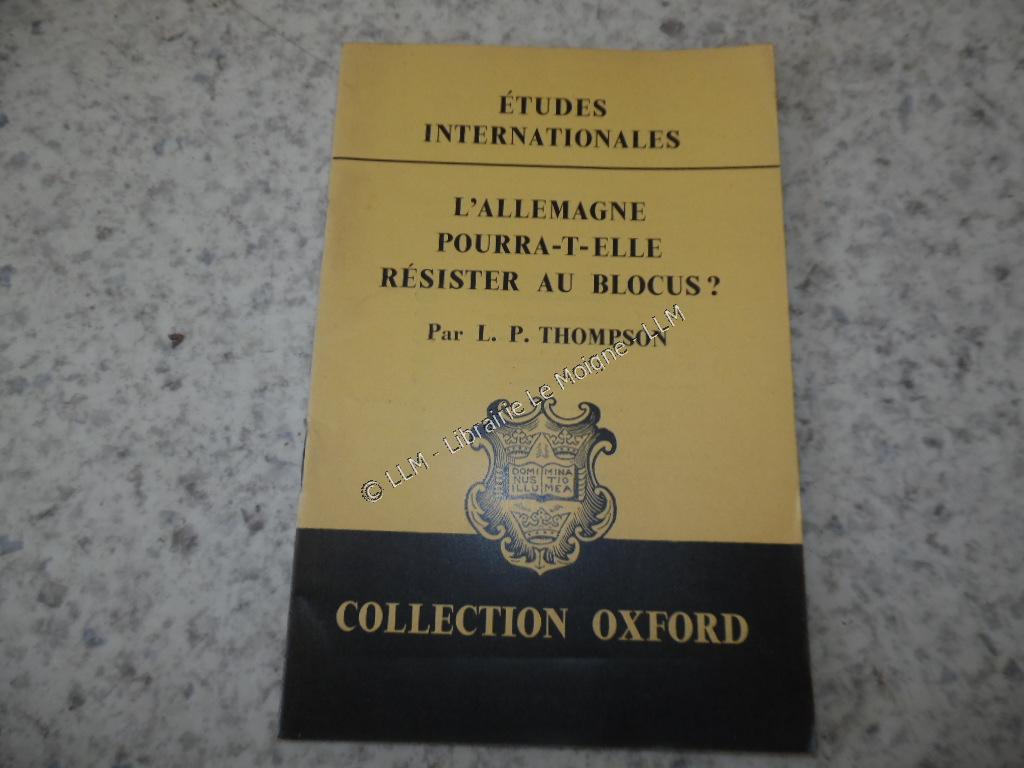 ÉTUDES
INTERNATIONALES
L'ALLEMAGNE
POURRA-T-ELLE
RÉSISTER AU BLOCUS ?
Par L. P. THOMPSON
© LLM - Librairie Le Moigne - LLM
DOMI MINA
NUS TIO
ILLU MEA
COLLECTION OXFORD